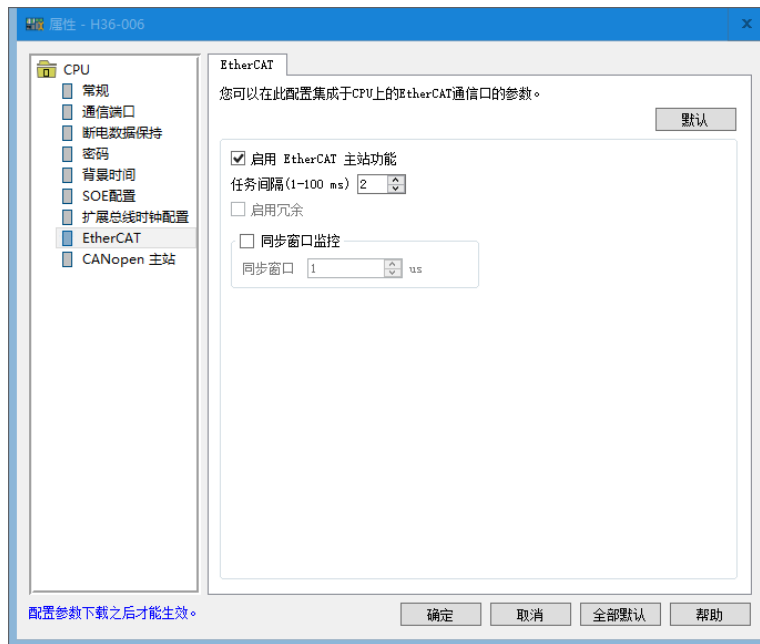 属性 - H36-006
x
CPU
常规
通信端口
断电数据保持
密码
背景时间
SOE配置
扩展总线时钟配置
EtherCAT
CANopen 主站
EtherCAT
您可以在此配置集成于CPU上的EtherCAT通信口的参数。
默认
启用 EtherCAT 主站功能
任务间隔(1-100 ms) 2
启用冗余
同步窗口监控
同步窗口 1 us
配置参数下载之后才能生效。
确定 取消 全部默认 帮助